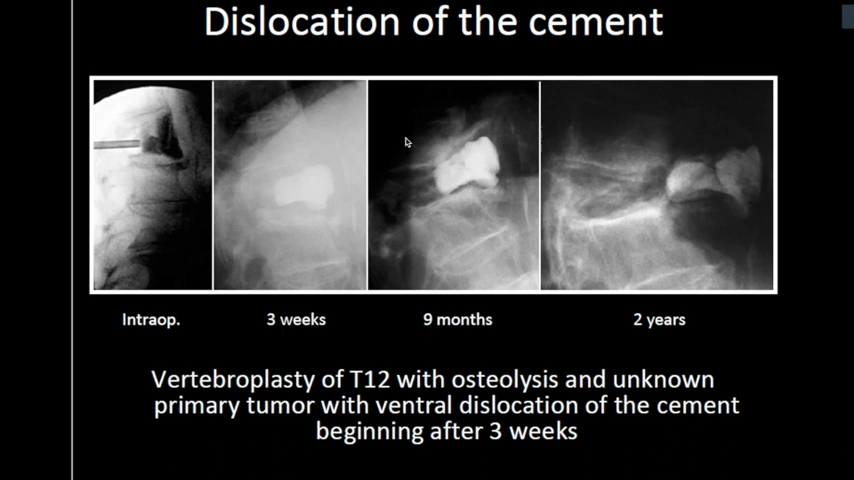 Dislocation of the cement
Intraop.
3 weeks
9 months
2 years
Vertebroplasty of T12 with osteolysis and unknown
primary tumor with ventral dislocation of the cement
beginning after 3 weeks